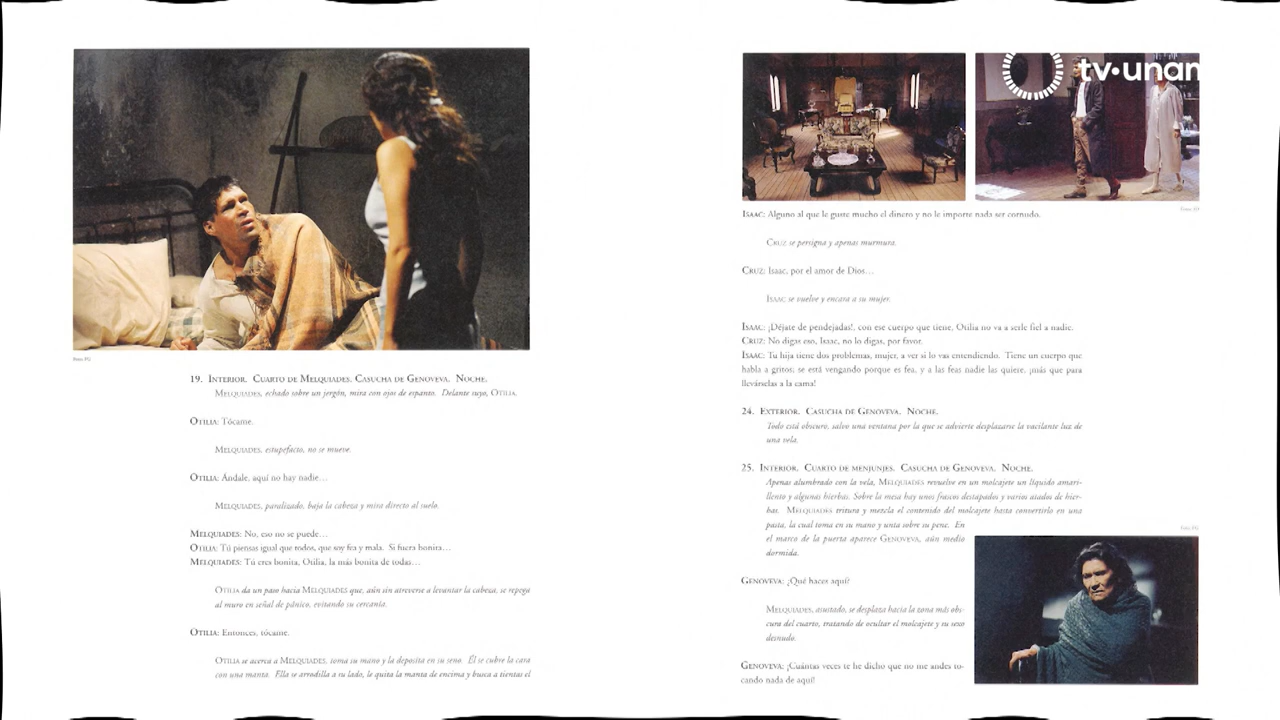 19. Interior. Cuarto de Melquiades. Casucha de Genoveva. Noche.
Melquiades, echado sobre un jergón, mira con ojos de espanto. Delante suyo, Otilia.
Otilia: Tócame.
Melquiades, estupefacto, no se mueve.
Otilia: Ándale, aquí no hay nadie…
Melquiades, paralizado, baja la cabeza y mira directo al suelo.
Melquiades: No, eso no se puede…
Otilia: Tú piensas igual que todos, que soy fea y mala. Si fuera bonita…
Melquiades: Tú eres bonita, Otilia, la más bonita de todas…
Otilia da un paso hacia Melquiades que, aún sin atreverse a levantar la cabeza, se repega
al muro en señal de pánico, evitando su cercanía.
Otilia: Entonces, tócame.
Otilia se acerca a Melquiades, toma su mano y la deposita en su seno. Él se cubre la cara
con una manta. Ella se arrodilla a su lado, le quita la manta de encima y busca a tientas el
tv·unam
Isaac: Alguno al que le guste mucho el dinero y no le importe nada ser cornudo.
Cruz se persigna y apenas murmura.
Cruz: Isaac, por el amor de Dios…
Isaac se vuelve y encara a su mujer.
Isaac: ¡Déjate de pendejadas!, con ese cuerpo que tiene, Otilia no va a serle fiel a nadie.
Cruz: No digas eso, Isaac, no lo digas, por favor.
Isaac: Tu hija tiene dos problemas, mujer, a ver si lo vas entendiendo. Tiene un cuerpo que
habla a gritos; se está vengando porque es fea, y a las feas nadie las quiere, ¡más que para
llevárselas a la cama!
24. Exterior. Casucha de Genoveva. Noche.
Todo está obscuro, salvo una ventana por la que se advierte desplazarse la vacilante luz de
una vela.
25. Interior. Cuarto de menjunjes. Casucha de Genoveva. Noche.
Apenas alumbrado con la vela, Melquiades revuelve en un molcajete un líquido amari-
llento y algunas hierbas. Sobre la mesa hay unos frascos destapados y varios atados de hier-
bas. Melquiades tritura y mezcla el contenido del molcajete hasta convertirlo en una
pasta, la cual toma en su mano y unta sobre su pene. En
el marco de la puerta aparece Genoveva, aún medio
dormida.
Genoveva: ¿Qué haces aquí?
Melquiades, asustado, se desplaza hacia la zona más obs-
cura del cuarto, tratando de ocultar el molcajete y su sexo
desnudo.
Genoveva: ¿Cuántas veces te he dicho que no me andes to-
cando nada de aquí?